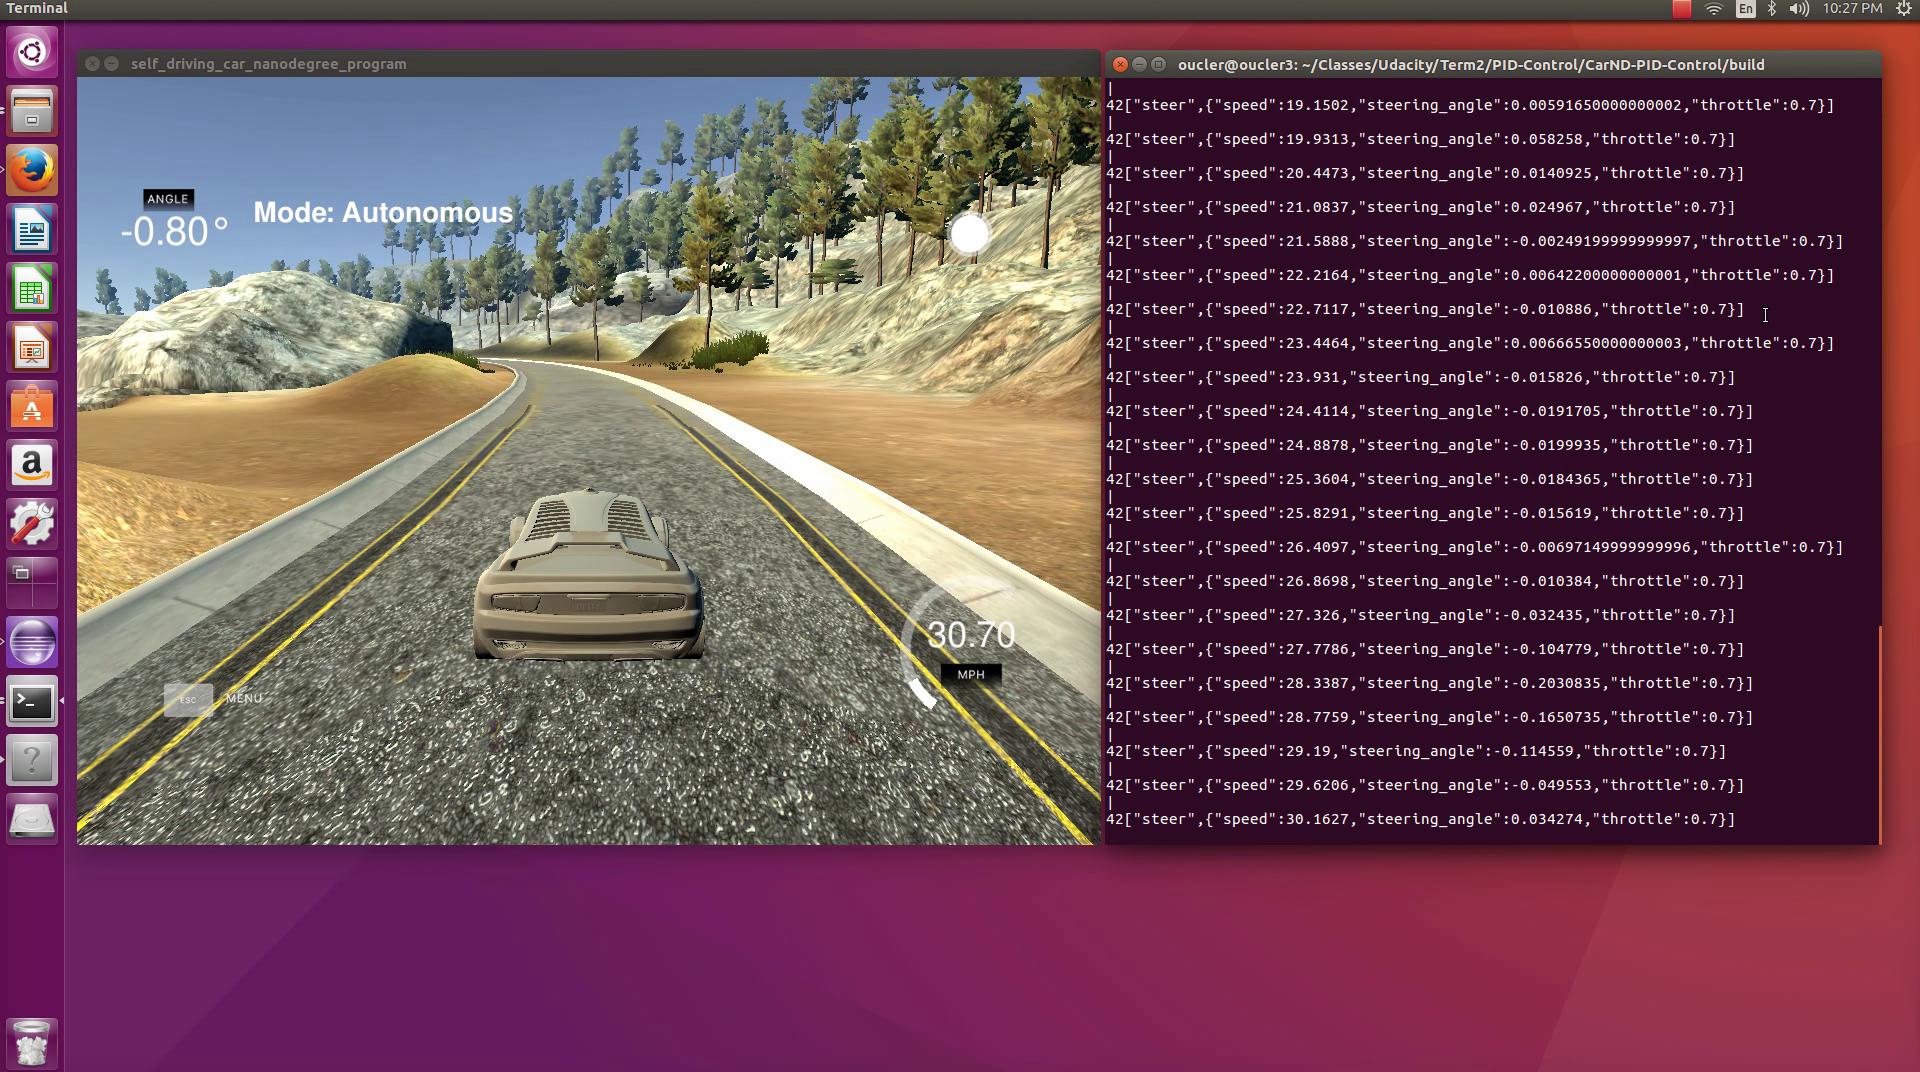 Terminal
En
10:27 PM
self_driving_car_nanodegree_program
ANGLE
-0.80°
Mode: Autonomous
30.70
MPH
ESC
MENU
a
?
oucler@oucler3: ~/Classes/Udacity/Term2/PID-Control/CarND-PID-Control/build
|
42["steer",{"speed":19.1502,"steering_angle":0.00591650000000002,"throttle":0.7}]
|
42["steer",{"speed":19.9313,"steering_angle":0.058258,"throttle":0.7}]
|
42["steer",{"speed":20.4473,"steering_angle":0.0140925,"throttle":0.7}]
|
42["steer",{"speed":21.0837,"steering_angle":0.024967,"throttle":0.7}]
|
42["steer",{"speed":21.5888,"steering_angle":-0.00249199999999997,"throttle":0.7}]
|
42["steer",{"speed":22.2164,"steering_angle":0.00642200000000001,"throttle":0.7}]
|
42["steer",{"speed":22.7117,"steering_angle":-0.010886,"throttle":0.7}]
|
42["steer",{"speed":23.4464,"steering_angle":0.00666550000000003,"throttle":0.7}]
|
42["steer",{"speed":23.931,"steering_angle":-0.015826,"throttle":0.7}]
|
42["steer",{"speed":24.4114,"steering_angle":-0.0191705,"throttle":0.7}]
|
42["steer",{"speed":24.8878,"steering_angle":-0.0199935,"throttle":0.7}]
|
42["steer",{"speed":25.3604,"steering_angle":-0.0184365,"throttle":0.7}]
|
42["steer",{"speed":25.8291,"steering_angle":-0.015619,"throttle":0.7}]
|
42["steer",{"speed":26.4097,"steering_angle":-0.00697149999999996,"throttle":0.7}]
|
42["steer",{"speed":26.8698,"steering_angle":-0.010384,"throttle":0.7}]
|
42["steer",{"speed":27.326,"steering_angle":-0.032435,"throttle":0.7}]
|
42["steer",{"speed":27.7786,"steering_angle":-0.104779,"throttle":0.7}]
|
42["steer",{"speed":28.3387,"steering_angle":-0.2030835,"throttle":0.7}]
|
42["steer",{"speed":28.7759,"steering_angle":-0.1650735,"throttle":0.7}]
|
42["steer",{"speed":29.19,"steering_angle":-0.114559,"throttle":0.7}]
|
42["steer",{"speed":29.6206,"steering_angle":-0.049553,"throttle":0.7}]
|
42["steer",{"speed":30.1627,"steering_angle":0.034274,"throttle":0.7}]